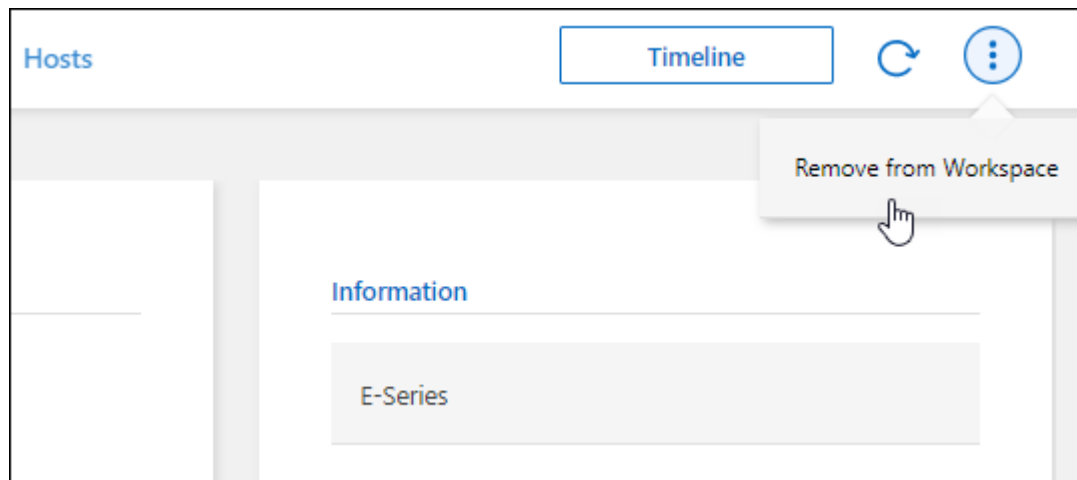 Hosts
Timeline
Remove from Workspace
Information
E-Series